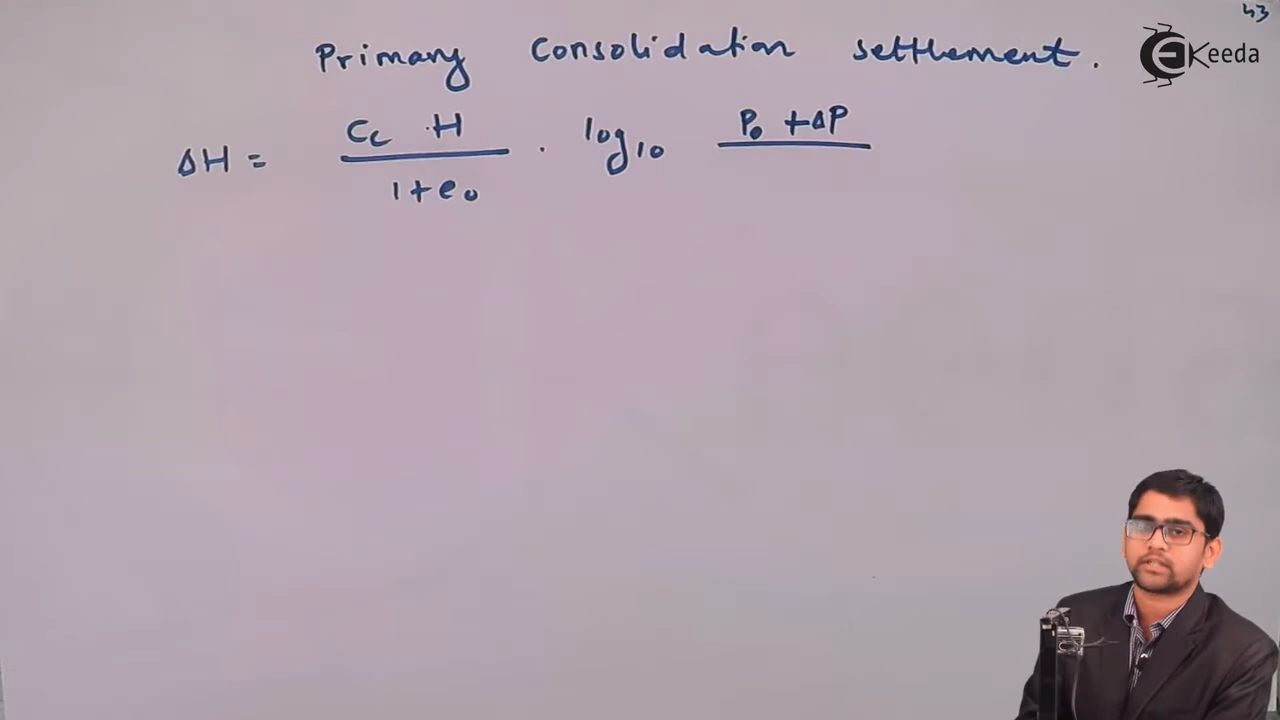 43
Primary Consolidation settlement.
EKeeda
ΔH = Cc · H / 1+e0 · log10 P0 + ΔP